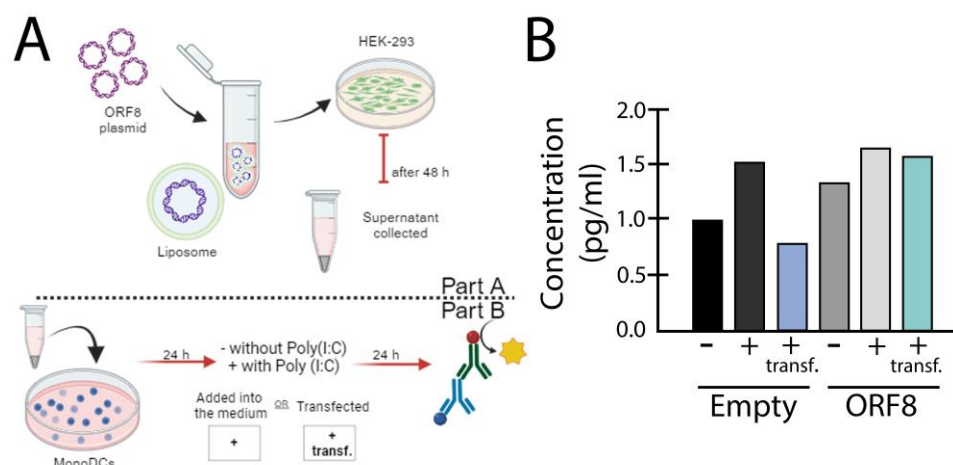 A
ORF8
plasmid
Liposome
HEK-293
after 48 h
Supernatant
collected
Part A
Part B
MonoDCs
24 h
- without Poly(I:C)
+ with Poly (I:C)
24 h
Added into
the medium
OR
Transfected
+
+
transf.
B
Concentration
(pg/ml)
2.0
1.5
1.0
0.5
0.0
- + + - + +
transf. transf.
Empty ORF8